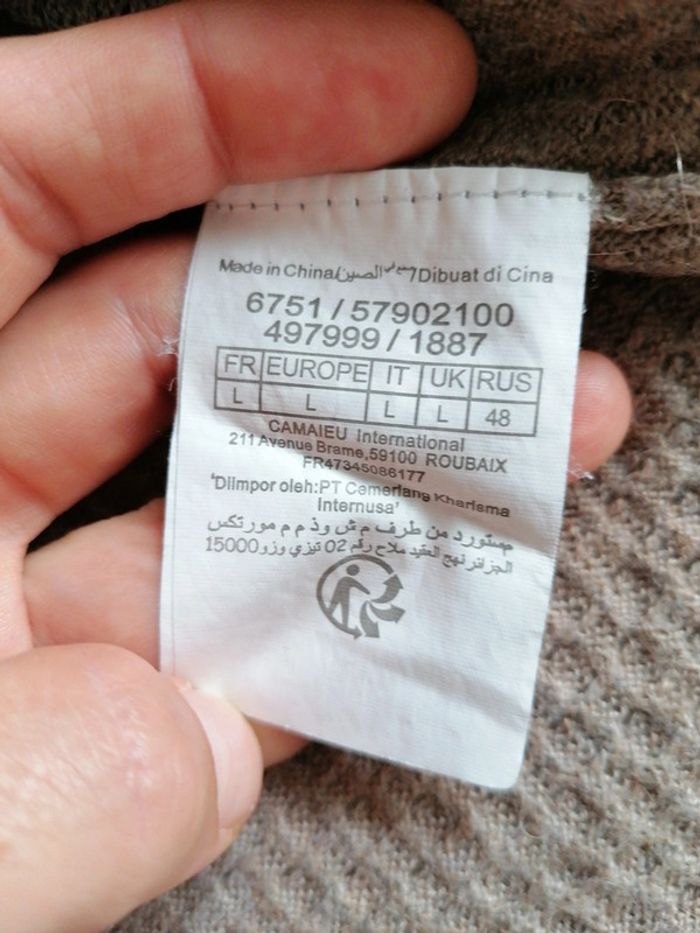 Made in China/صنع في الصين/Dibuat di Cina
6751 / 57902100
497999 / 1887
FR EUROPE IT UK RUS
L L L L 48
CAMAIEU International
211 Avenue Brame,59100 ROUBAIX
FR47345086177
'Diimpor oleh:PT Cemerlang Kharisma
Internusa'
مستورد من طرف م ش وذ م م مورتكس
الجزائر نهج العقيد ملاح رقم 02 تيزي وزو 15000